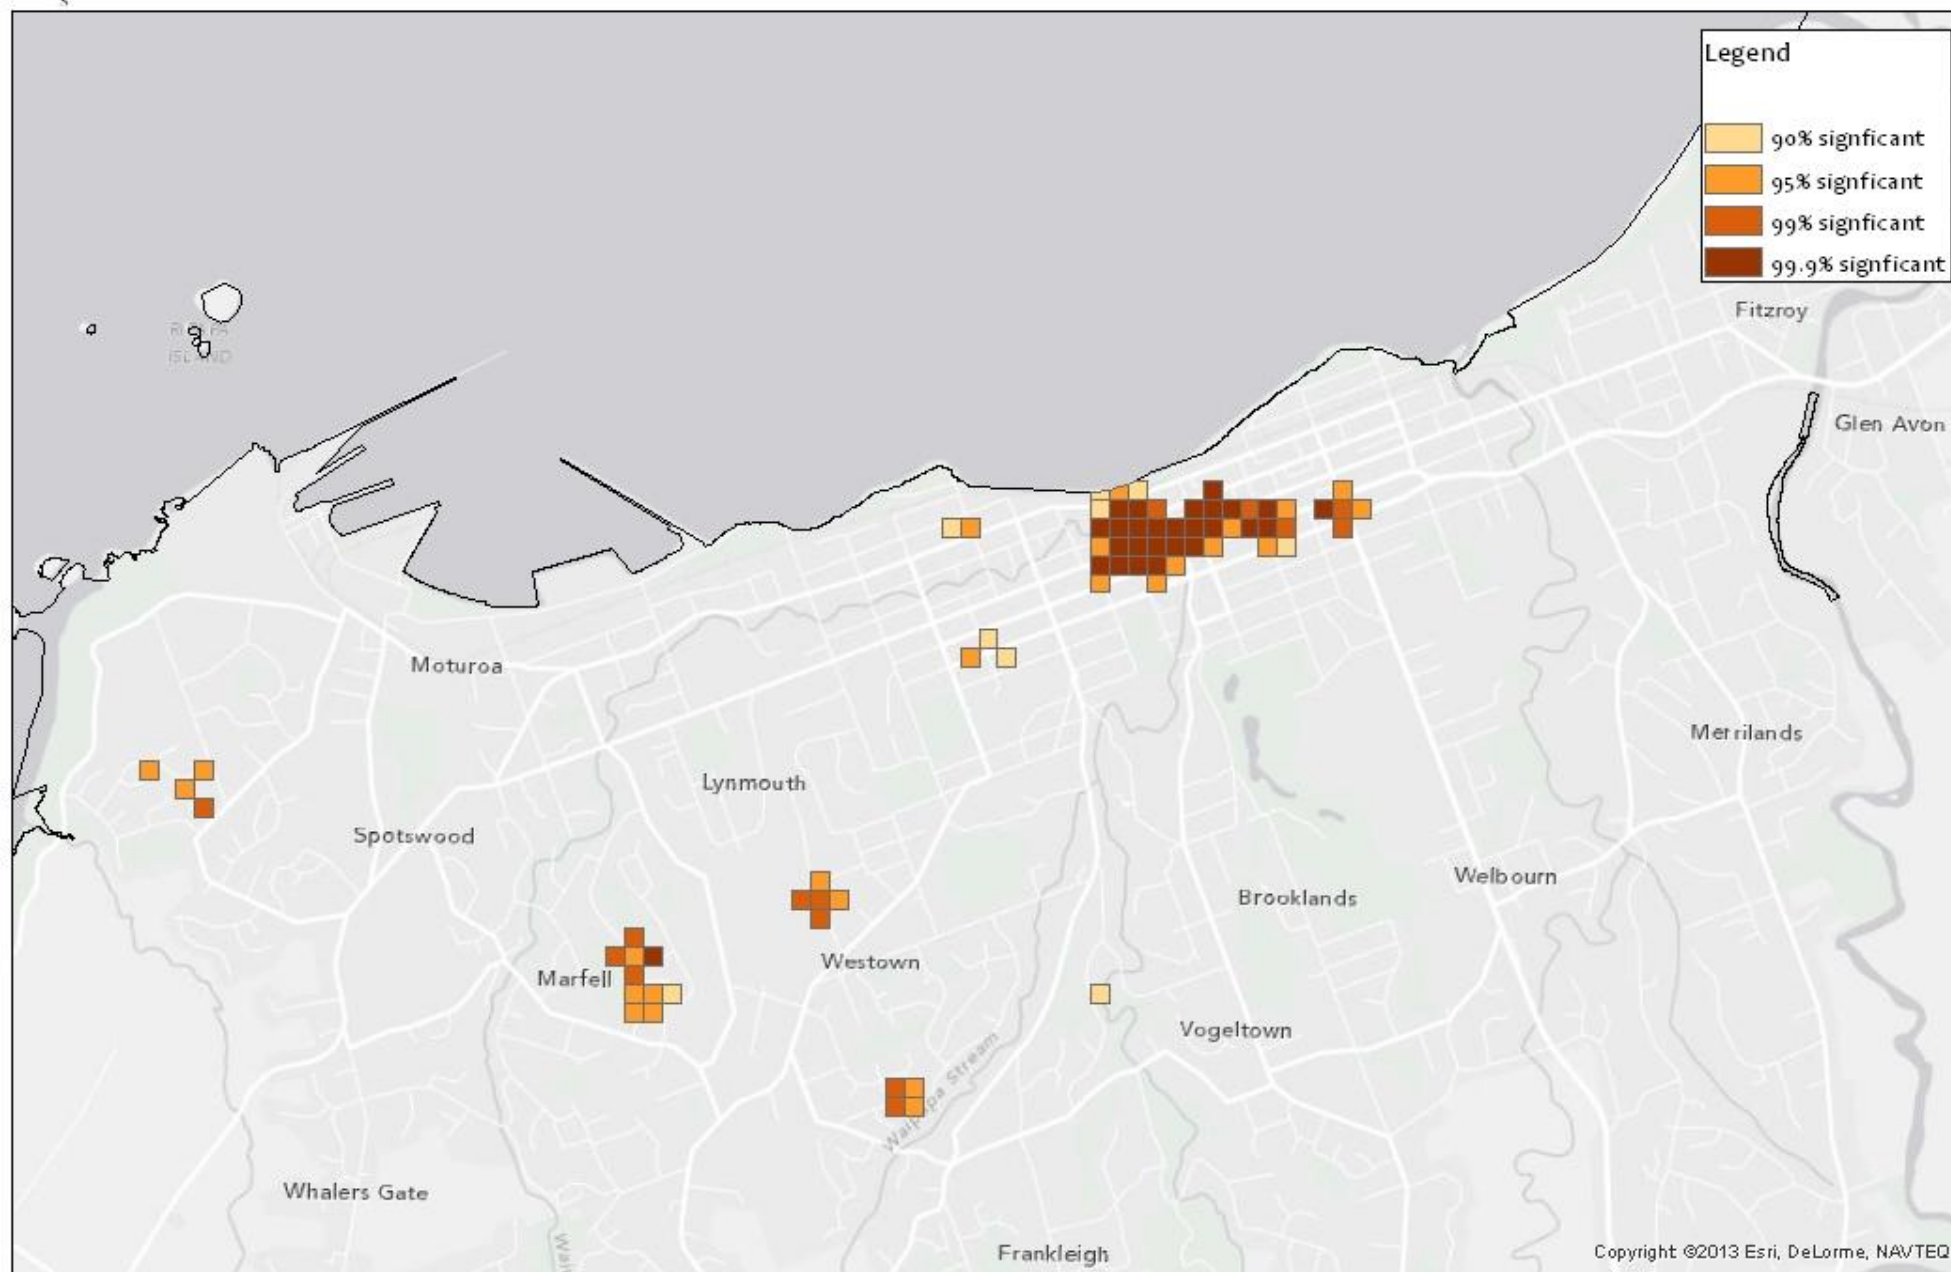 Legend
90% signficant
95% signficant
99% signficant
99.9% signficant
Fitzroy
ISLAND
Glen Avon
Moturoa
Merrilands
Lynmouth
Spotswood
Welbourn
Brooklands
Westown
Marfell
Vogeltown
Stream
Whalers Gate
Frankleigh
Copyright ©2013 Esri, DeLorme, NAVTEQ